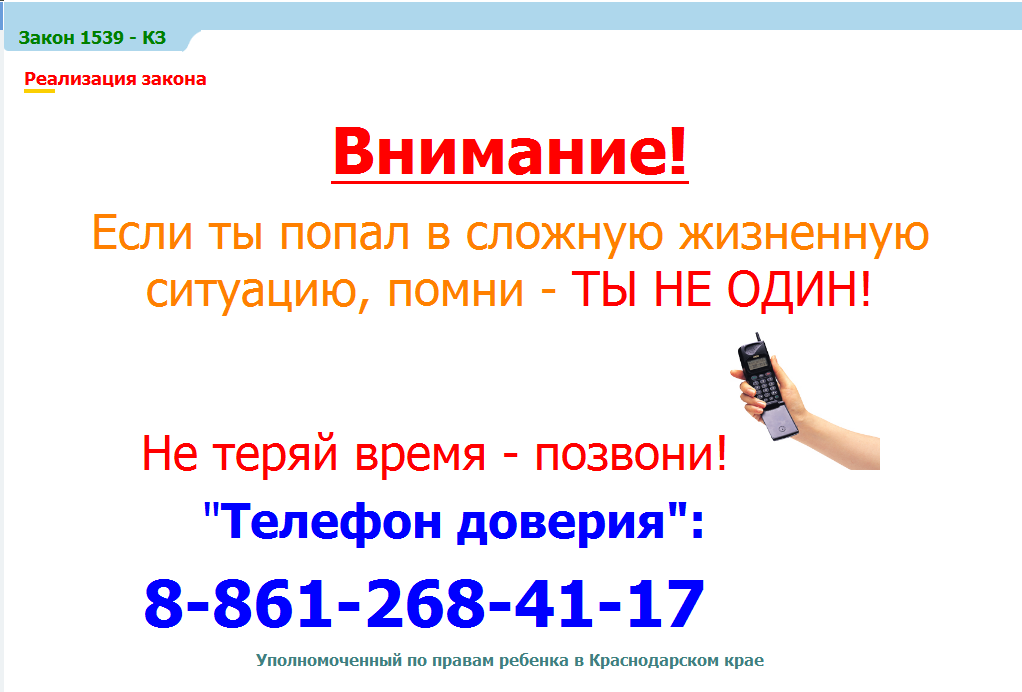 Закон 1539 - КЗ
Реализация закона
Внимание!
Если ты попал в сложную жизненную
ситуацию, помни - ТЫ НЕ ОДИН!
Не теряй время - позвони!
"Телефон доверия":
8-861-268-41-17
Уполномоченный по правам ребенка в Краснодарском крае